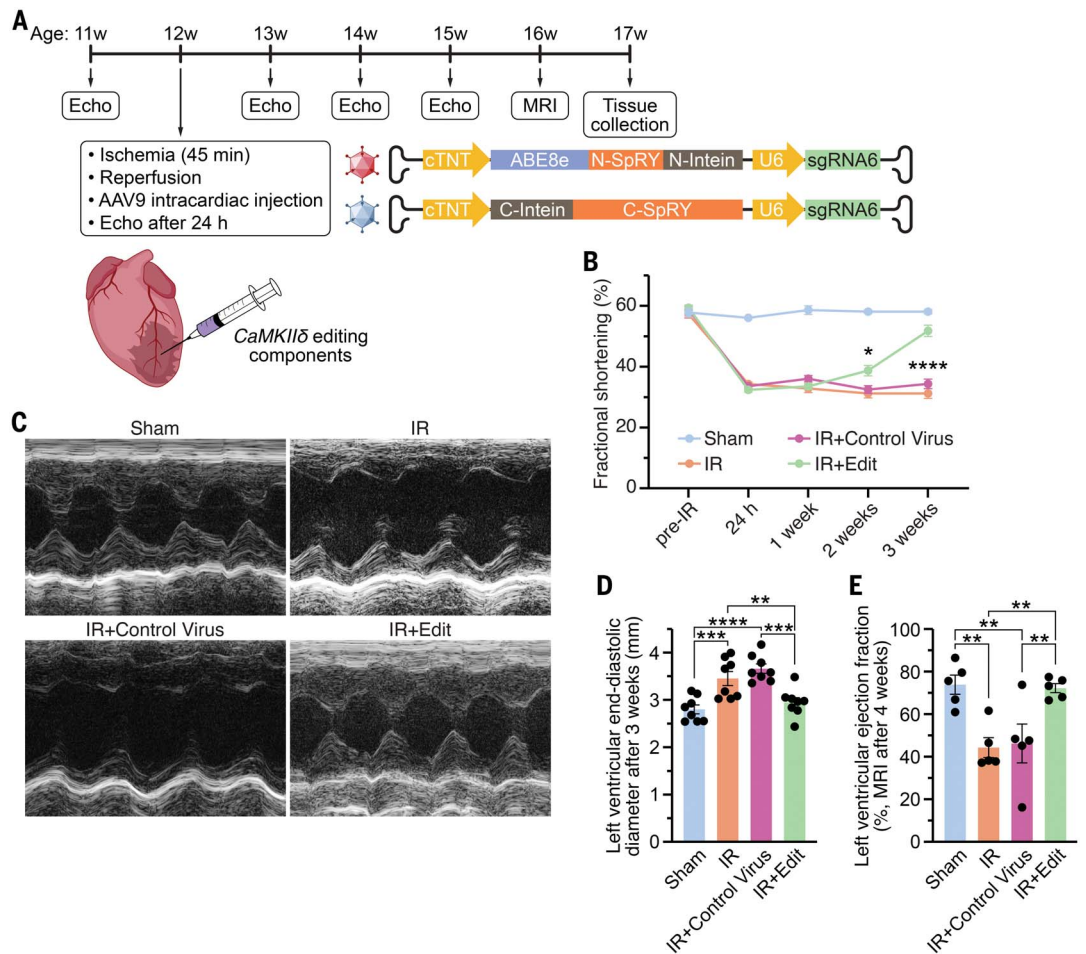 A
Age: 11w 12w 13w 14w 15w 16w 17w
Echo Echo Echo Echo MRI Tissue
collection
• Ischemia (45 min)
• Reperfusion
• AAV9 intracardiac injection
• Echo after 24 h
cTNT ABE8e N-SpRY N-Intein U6 sgRNA6
cTNT C-Intein C-SpRY U6 sgRNA6
CaMKIIδ editing
components
B
Fractional shortening (%)
60
40
20
0
*
****
Sham
IR
IR+Control Virus
IR+Edit
pre-IR
24 h
1 week
2 weeks
3 weeks
C
Sham
IR
IR+Control Virus
IR+Edit
D
Left ventricular end-diastolic
diameter after 3 weeks (mm)
4
3
2
1
0
**
****
***
***
Sham
IR
IR+Control Virus
IR+Edit
E
Left ventricular ejection fraction
(%, MRI after 4 weeks)
100
80
60
40
20
0
**
**
**
**
Sham
IR
IR+Control Virus
IR+Edit